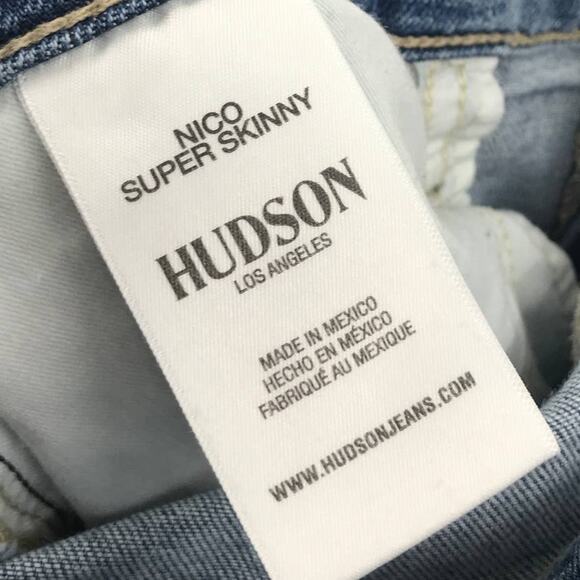 NICO
SUPER SKINNY
HUDSON
LOS ANGELES
MADE IN MEXICO
HECHO EN MÉXICO
FABRIQUÉ AU MEXIQUE
WWW.HUDSONJEANS.COM